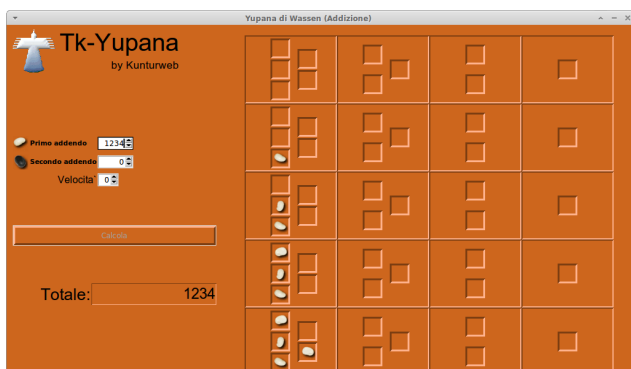 Yupana di Wassen (Addizione)
Tk-Yupana
by Kunturweb
Primo addendo 1234
Secondo addendo 0
Velocita` 0
Calcola
Totale: 1234